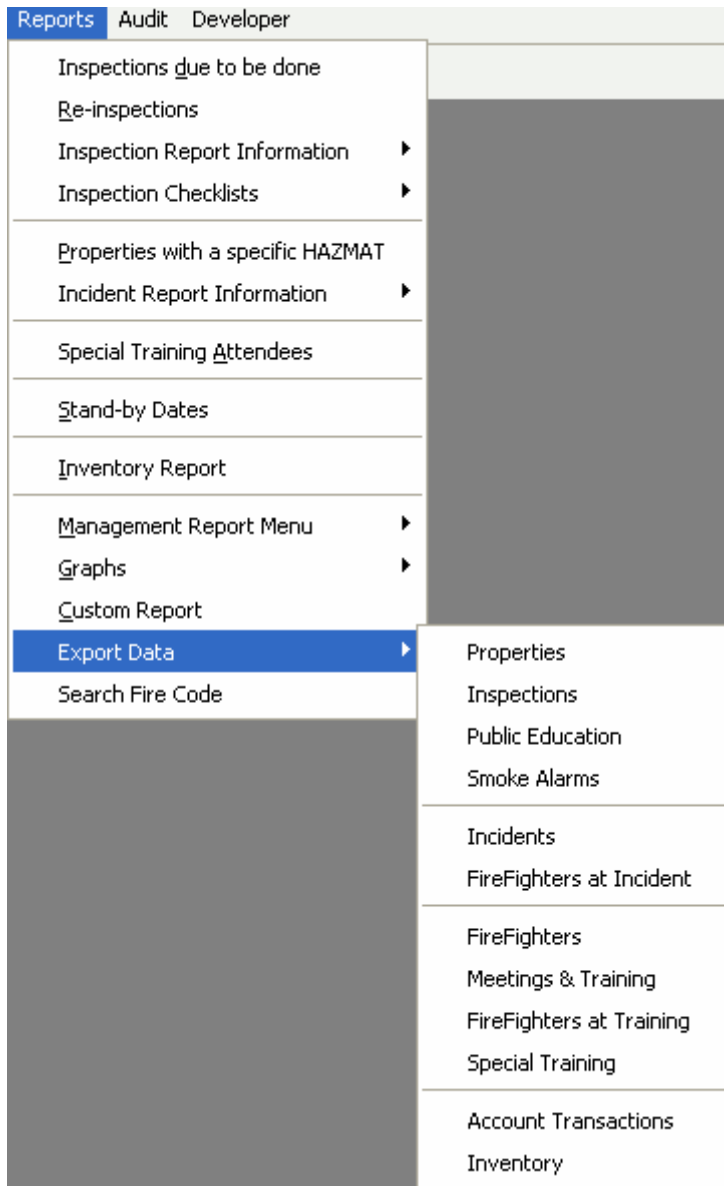 Reports Audit Developer
Inspections due to be done
Re-inspections
Inspection Report Information
Inspection Checklists
Properties with a specific HAZMAT
Incident Report Information
Special Training Attendees
Stand-by Dates
Inventory Report
Management Report Menu
Graphs
Custom Report
Export Data
Search Fire Code
Properties
Inspections
Public Education
Smoke Alarms
Incidents
FireFighters at Incident
FireFighters
Meetings & Training
FireFighters at Training
Special Training
Account Transactions
Inventory